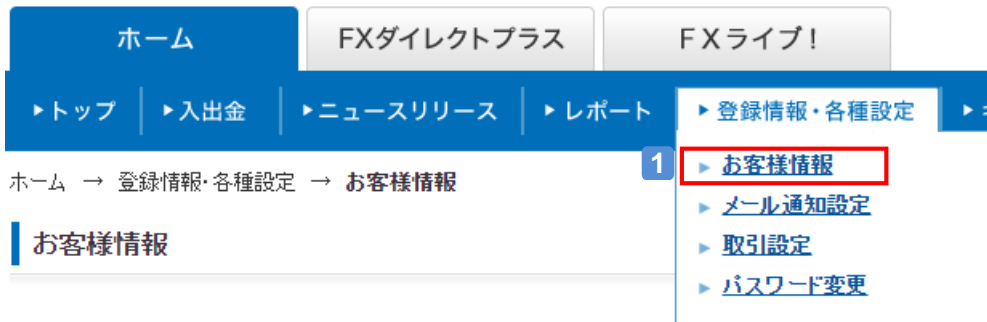 ホーム FXダイレクトプラス FXライブ!
▶トップ ▶入出金 ▶ニュースリリース ▶レポート ▶登録情報・各種設定
ホーム → 登録情報・各種設定 → お客様情報
1 ▶ お客様情報
▶ メール通知設定
お客様情報
▶ 取引設定
▶ パスワード変更